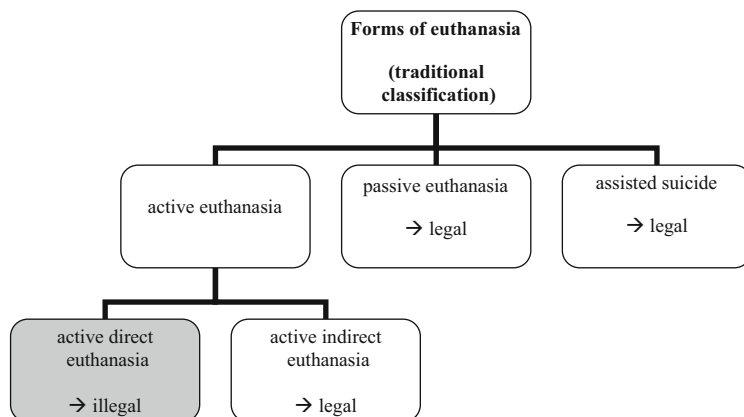 Forms of euthanasia
(traditional
classification)
active euthanasia
passive euthanasia
→ legal
assisted suicide
→ legal
active direct
euthanasia
→ illegal
active indirect
euthanasia
→ legal